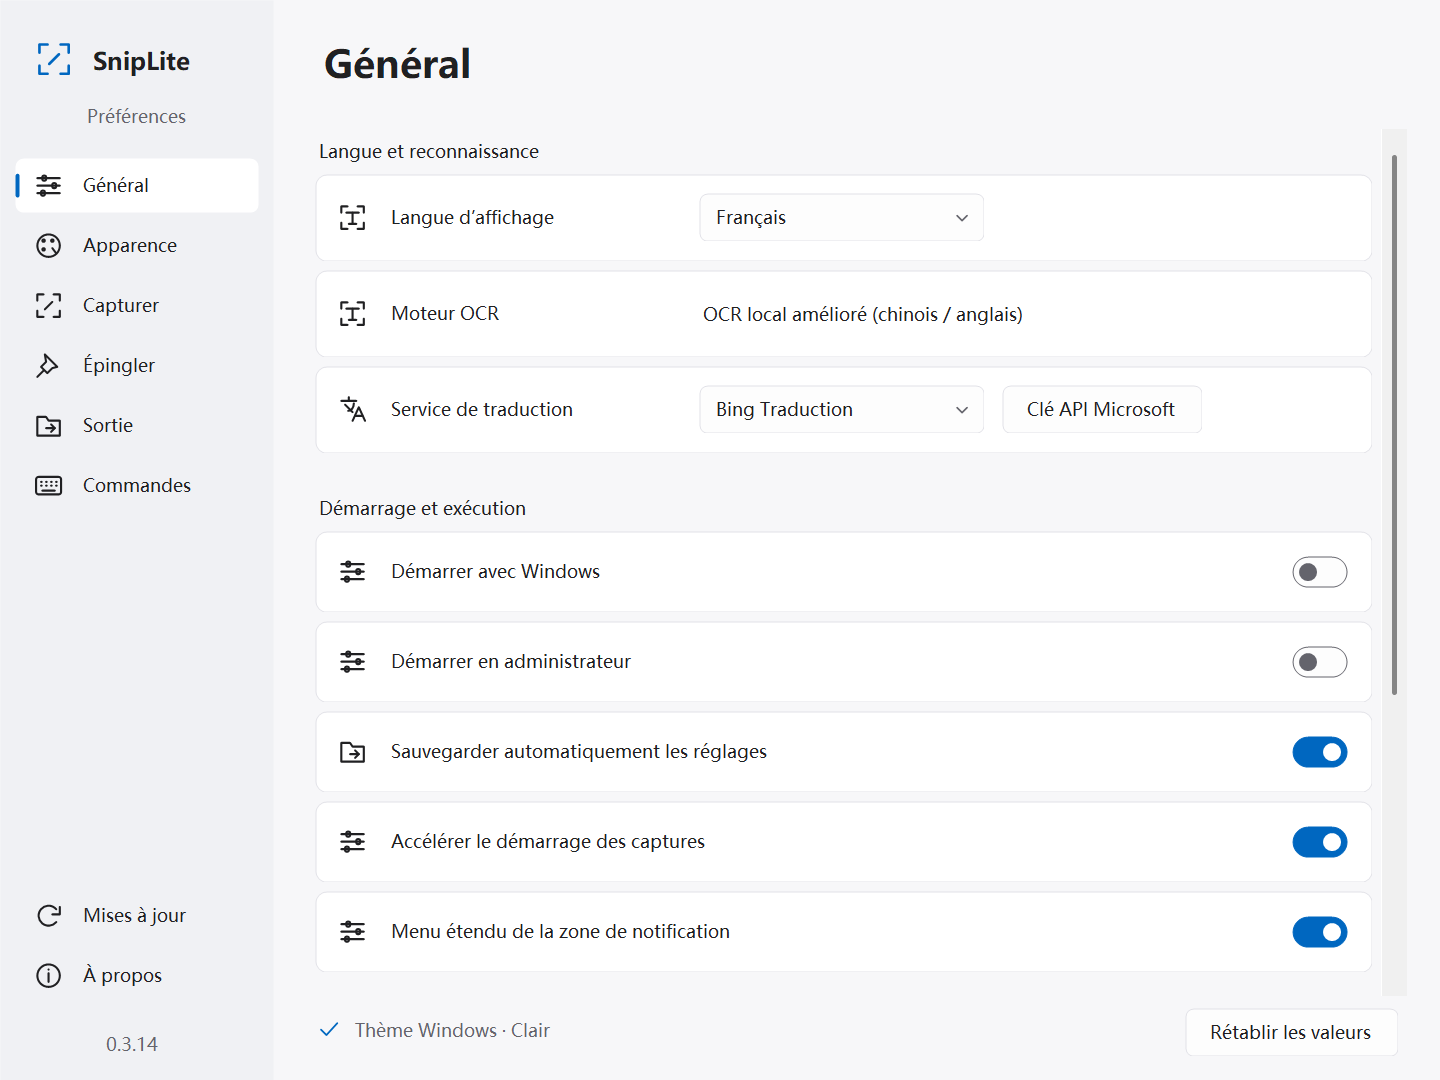 SnipLite
Préférences
Général
Apparence
Capturer
Épingler
Sortie
Commandes
Mises à jour
À propos
0.3.14
Général
Langue et reconnaissance
Langue d’affichage
Français
Moteur OCR
OCR local amélioré (chinois / anglais)
Service de traduction
Bing Traduction
Clé API Microsoft
Démarrage et exécution
Démarrer avec Windows
Démarrer en administrateur
Sauvegarder automatiquement les réglages
Accélérer le démarrage des captures
Menu étendu de la zone de notification
Thème Windows · Clair
Rétablir les valeurs